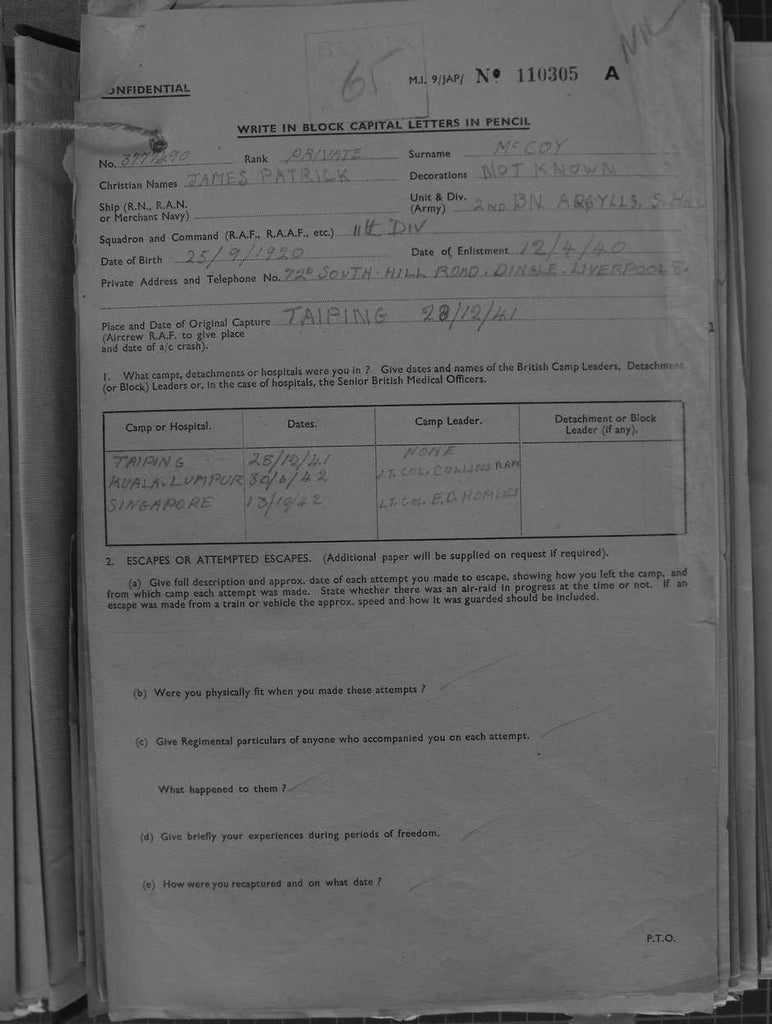 BLOCK
65
NIL
ONFIDENTIAL
M.I. 9/JAP/ Nº 110305 A
WRITE IN BLOCK CAPITAL LETTERS IN PENCIL
No. Rank PRIVATE Surname McCOY
Christian Names JAMES PATRICK Decorations NOT KNOWN
Ship (R.N., R.A.N. or Merchant Navy) Unit & Div. (Army) 2ND BN ARGYLLS. S.
Squadron and Command (R.A.F., R.A.A.F., etc.) 11th DIV
Date of Birth 25/9/1920 Date of Enlistment 12/4/40
Private Address and Telephone No. SOUTH. HILL ROAD. DINGLE. LIVERPOOL 8.
Place and Date of Original Capture TAIPING 28/12/41
(Aircrew R.A.F. to give place
and date of a/c crash).
1. What camps, detachments or hospitals were you in ? Give dates and names of the British Camp Leaders, Detachment
(or Block) Leaders or, in the case of hospitals, the Senior British Medical Officers.
Camp or Hospital. Dates. Camp Leader. Detachment or Block Leader (if any).
TAIPING 28/12/41 NONE
KUALA. LUMPUR 42 LT. COL. COLLINS
SINGAPORE 13/10/42 LT. COL. E.B. HOMLES
2. ESCAPES OR ATTEMPTED ESCAPES. (Additional paper will be supplied on request if required).
(a) Give full description and approx. date of each attempt you made to escape, showing how you left the camp, and
from which camp each attempt was made. State whether there was an air-raid in progress at the time or not. If an
escape was made from a train or vehicle the approx. speed and how it was guarded should be included.
(b) Were you physically fit when you made these attempts ?
(c) Give Regimental particulars of anyone who accompanied you on each attempt.
What happened to them ?
(d) Give briefly your experiences during periods of freedom.
(e) How were you recaptured and on what date ?
P.T.O.